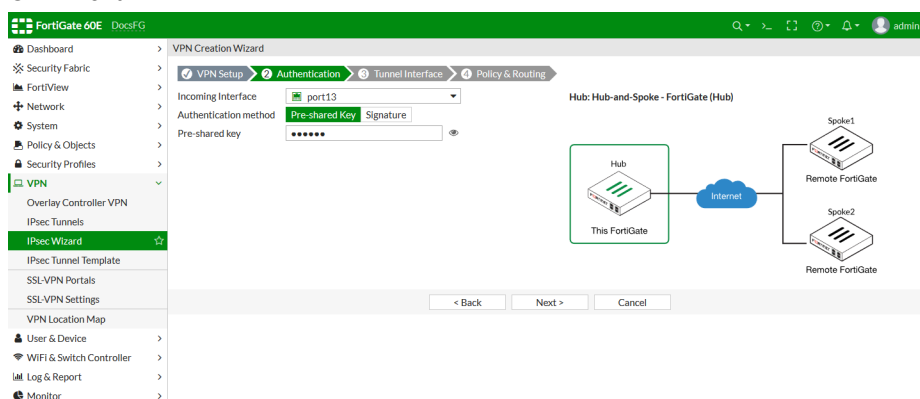 FortiGate 60E DocsFG
admin
Dashboard
Security Fabric
FortiView
Network
System
Policy & Objects
Security Profiles
VPN
Overlay Controller VPN
IPsec Tunnels
IPsec Wizard
IPsec Tunnel Template
SSL-VPN Portals
SSL-VPN Settings
VPN Location Map
User & Device
WiFi & Switch Controller
Log & Report
Monitor
VPN Creation Wizard
VPN Setup 2 Authentication 3 Tunnel Interface 4 Policy & Routing
Incoming Interface port13
Authentication method Pre-shared Key Signature
Pre-shared key ••••••
Hub: Hub-and-Spoke - FortiGate (Hub)
Spoke1
Remote FortiGate
Hub
Internet
This FortiGate
Spoke2
Remote FortiGate
< Back Next > Cancel